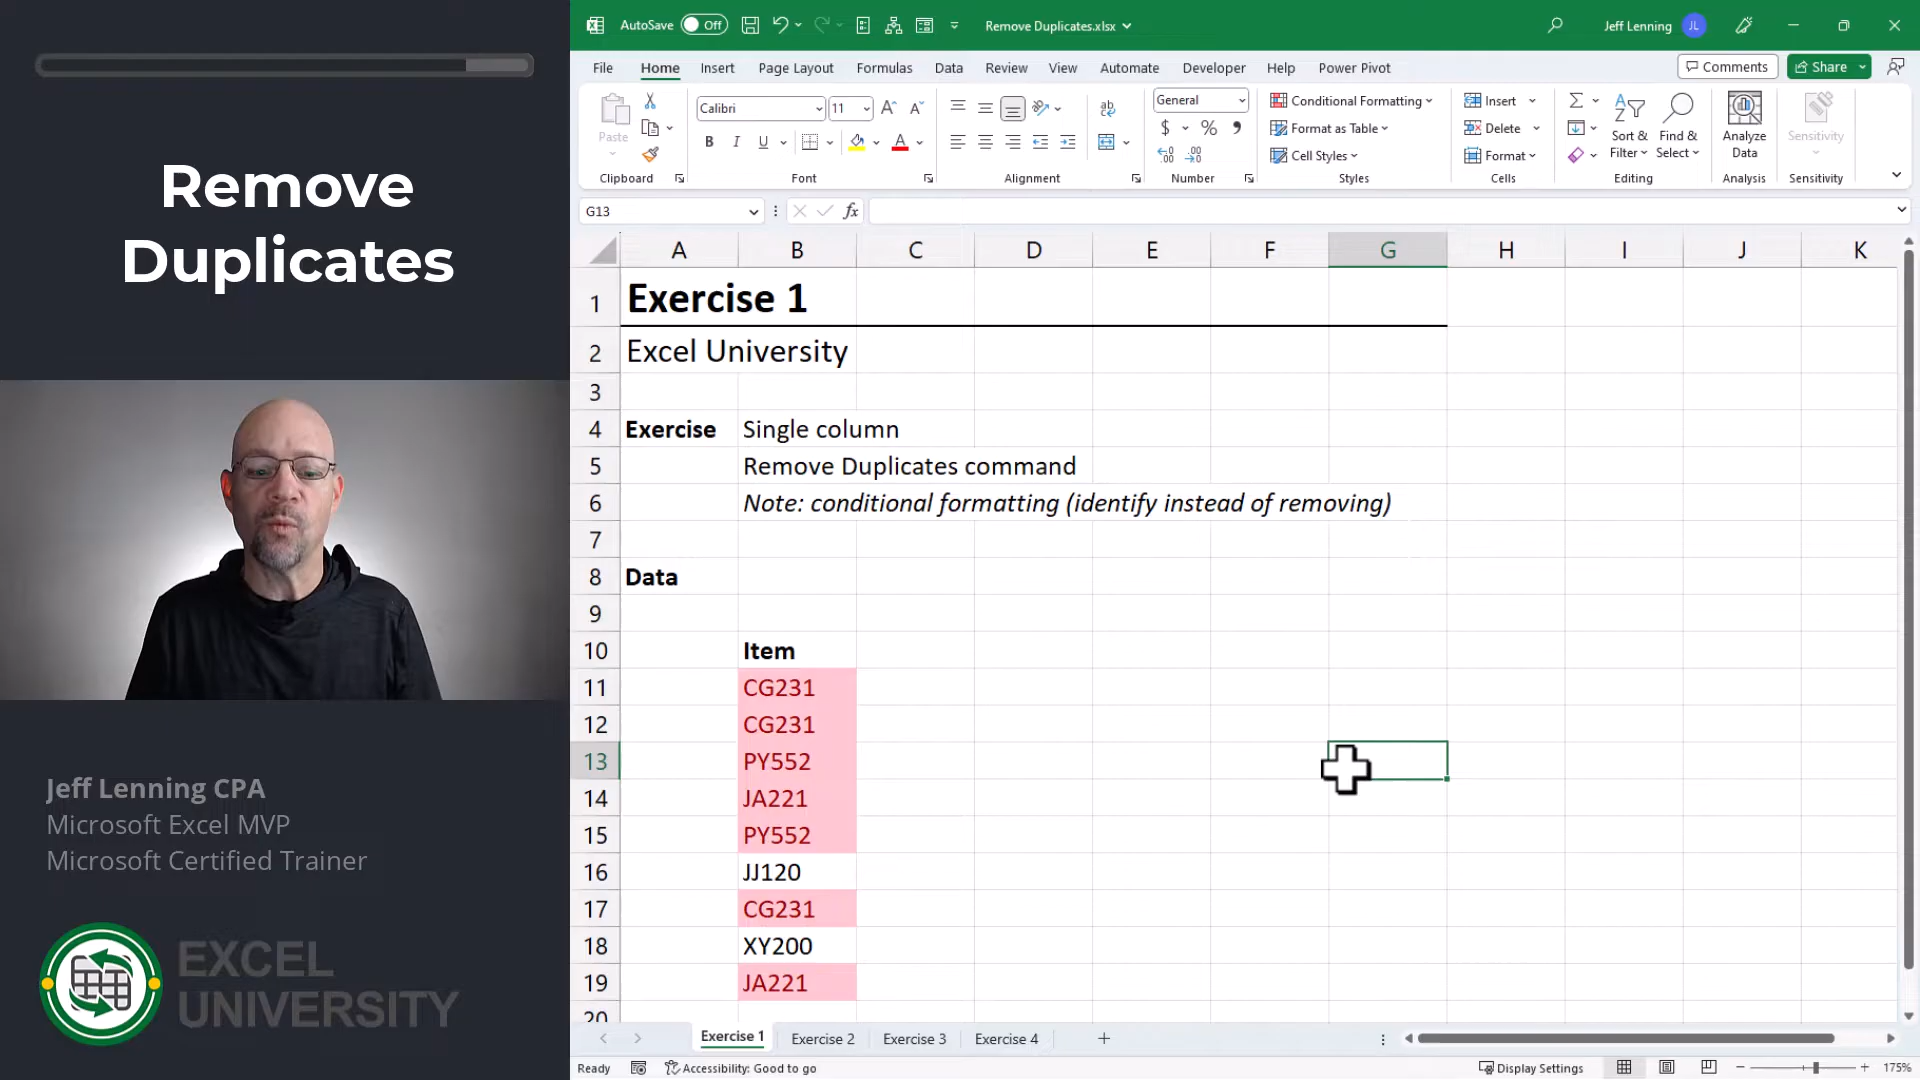 Remove
Duplicates
Jeff Lenning CPA
Microsoft Excel MVP
Microsoft Certified Trainer
EXCEL
UNIVERSITY
AutoSave Off
Remove Duplicates.xlsx
Jeff Lenning JL
File Home Insert Page Layout Formulas Data Review View Automate Developer Help Power Pivot
Comments Share
Paste
Clipboard
Calibri 11
B I U
Font
ab
Alignment
General
$ % 9
Number
Conditional Formatting
Format as Table
Cell Styles
Styles
Insert
Delete
Format
Cells
Sort &
Filter
Find &
Select
Editing
Analyze
Data
Analysis
Sensitivity
Sensitivity
G13 fx
A B C D E F G H I J K
1 Exercise 1
2 Excel University
3
4 Exercise Single column
5 Remove Duplicates command
6 Note: conditional formatting (identify instead of removing)
7
8 Data
9
10 Item
11 CG231
12 CG231
13 PY552
14 JA221
15 PY552
16 JJ120
17 CG231
18 XY200
19 JA221
20
Exercise 1 Exercise 2 Exercise 3 Exercise 4
Ready Accessibility: Good to go Display Settings 175%